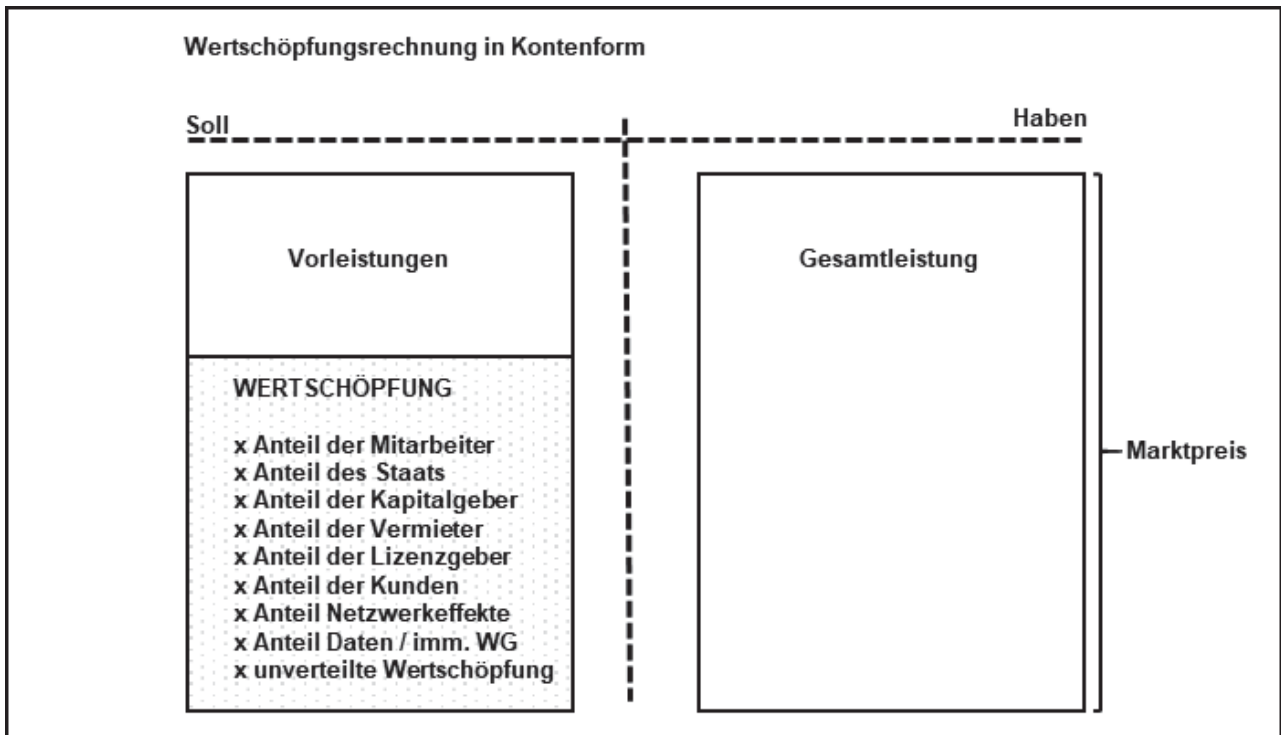 Wertschöpfungsrechnung in Kontenform
Soll
Haben
Vorleistungen
Gesamtleistung
WERTSCHÖPFUNG
x Anteil der Mitarbeiter
x Anteil des Staats
x Anteil der Kapitalgeber
x Anteil der Vermieter
x Anteil der Lizenzgeber
x Anteil der Kunden
x Anteil Netzwerkeffekte
x Anteil Daten / imm. WG
x unverteilte Wertschöpfung
Marktpreis